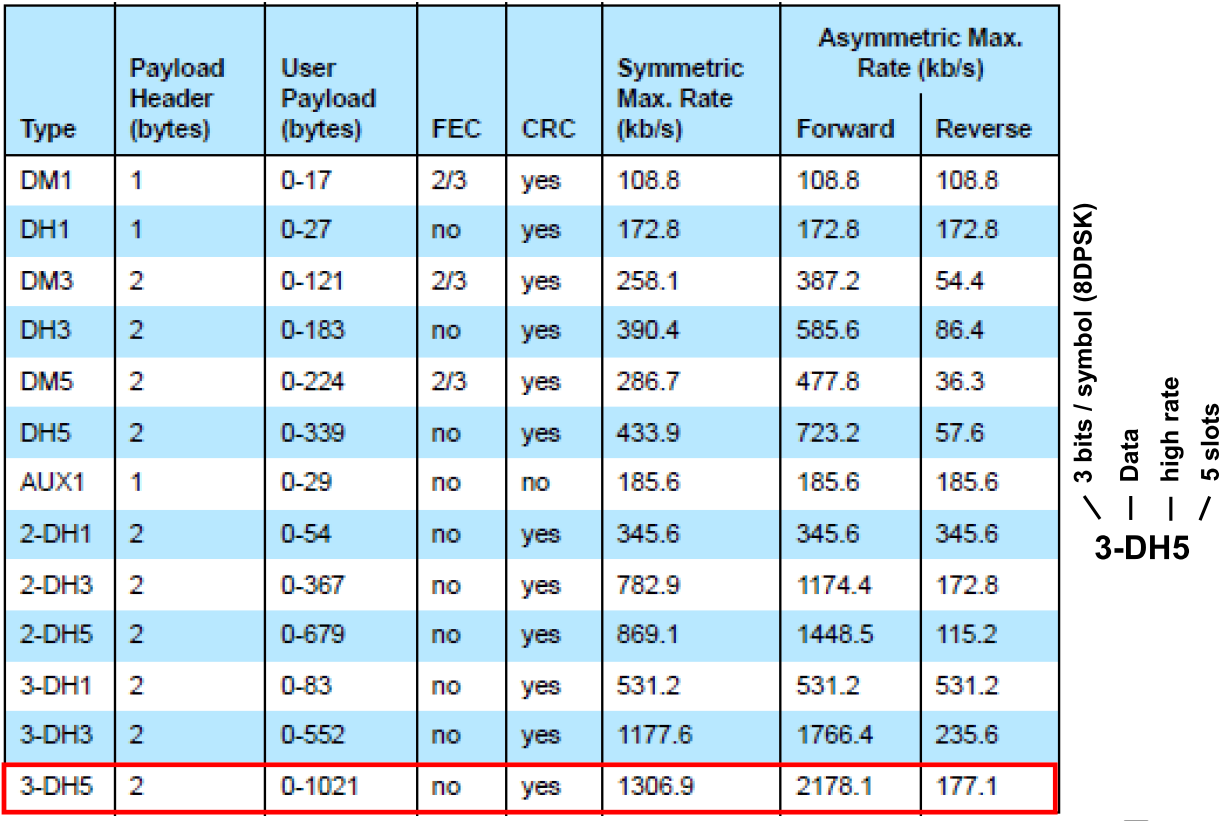 Type Payload Header (bytes) User Payload (bytes) FEC CRC Symmetric Max. Rate (kb/s) Asymmetric Max. Rate (kb/s) Forward Reverse
DM1 1 0-17 2/3 yes 108.8 108.8 108.8
DH1 1 0-27 no yes 172.8 172.8 172.8
DM3 2 0-121 2/3 yes 258.1 387.2 54.4
DH3 2 0-183 no yes 390.4 585.6 86.4
DM5 2 0-224 2/3 yes 286.7 477.8 36.3
DH5 2 0-339 no yes 433.9 723.2 57.6
AUX1 1 0-29 no no 185.6 185.6 185.6
2-DH1 2 0-54 no yes 345.6 345.6 345.6
2-DH3 2 0-367 no yes 782.9 1174.4 172.8
2-DH5 2 0-679 no yes 869.1 1448.5 115.2
3-DH1 2 0-83 no yes 531.2 531.2 531.2
3-DH3 2 0-552 no yes 1177.6 1766.4 235.6
3-DH5 2 0-1021 no yes 1306.9 2178.1 177.1
3 bits / symbol (8DPSK)
Data
high rate
5 slots
3-DH5